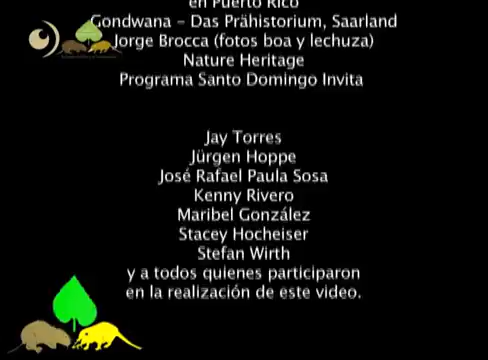 en Puerto Rico
Gondwana – Das Prähistorium, Saarland
Jorge Brocca (fotos boa y lechuza)
Nature Heritage
Programa Santo Domingo Invita
Jay Torres
Jürgen Hoppe
José Rafael Paula Sosa
Kenny Rivero
Maribel González
Stacey Hocheiser
Stefan Wirth
y a todos quienes participaron
en la realización de este video.